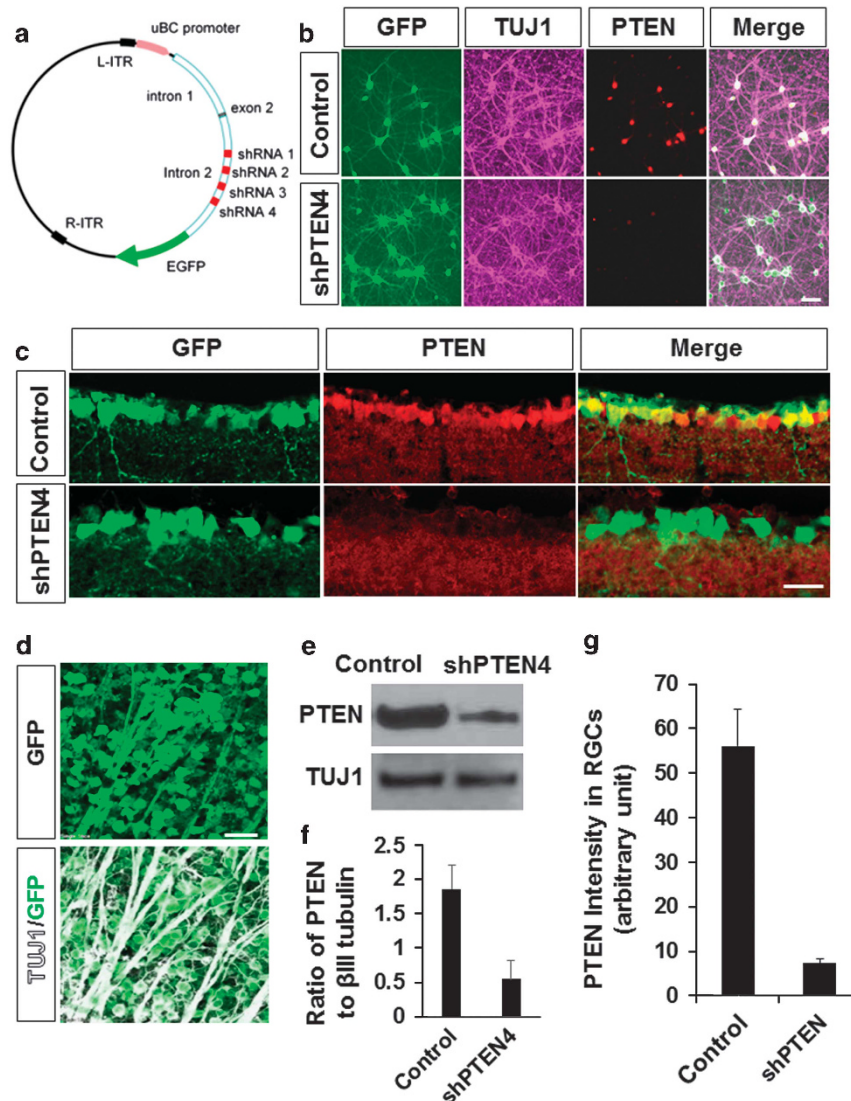 a
uBC promoter
L-ITR
intron 1
exon 2
shRNA 1
Intron 2
shRNA 2
shRNA 3
shRNA 4
R-ITR
EGFP
b
GFP
TUJ1
PTEN
Merge
Control
shPTEN4
c
GFP
PTEN
Merge
Control
shPTEN4
d
GFP
TUJ1/GFP
e
Control
shPTEN4
PTEN
TUJ1
f
Ratio of PTEN
to βIII tubulin
2.5
2
1.5
1
0.5
0
Control
shPTEN4
g
PTEN Intensity in RGCs
(arbitrary unit)
70
60
50
40
30
20
10
0
Control
shPTEN